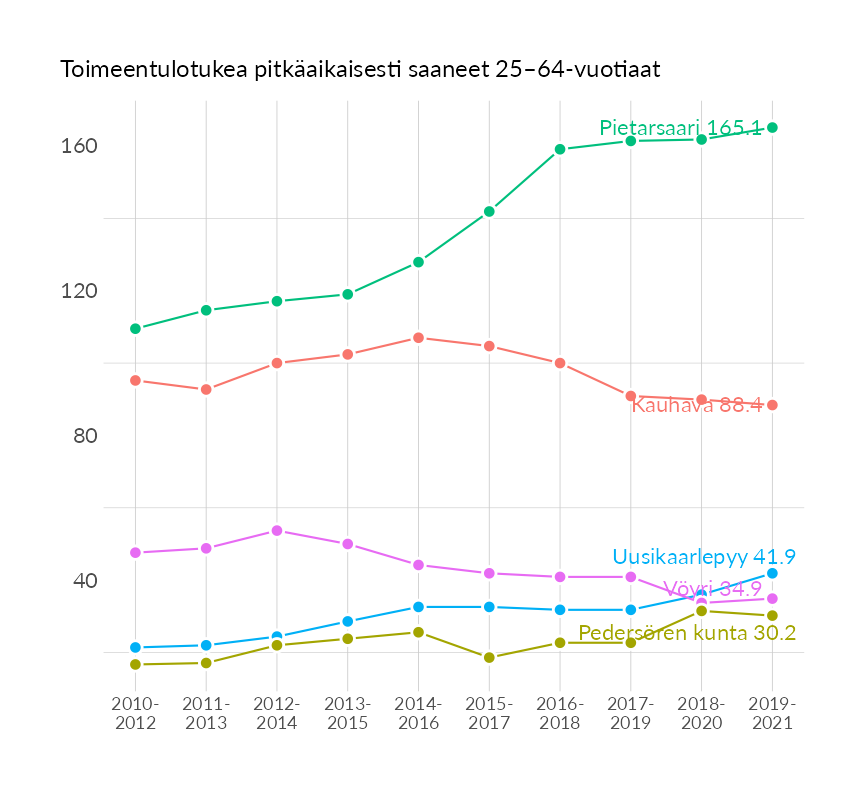 Toimeentulotukea pitkäaikaisesti saaneet 25–64-vuotiaat
160
120
80
40
Pietarsaari 165.1
Kauhava 88.4
Uusikaarlepyy 41.9
Vöyri 34.9
Pedersören kunta 30.2
2010- 2011- 2012- 2013- 2014- 2015- 2016- 2017- 2018- 2019-
2012 2013 2014 2015 2016 2017 2018 2019 2020 2021